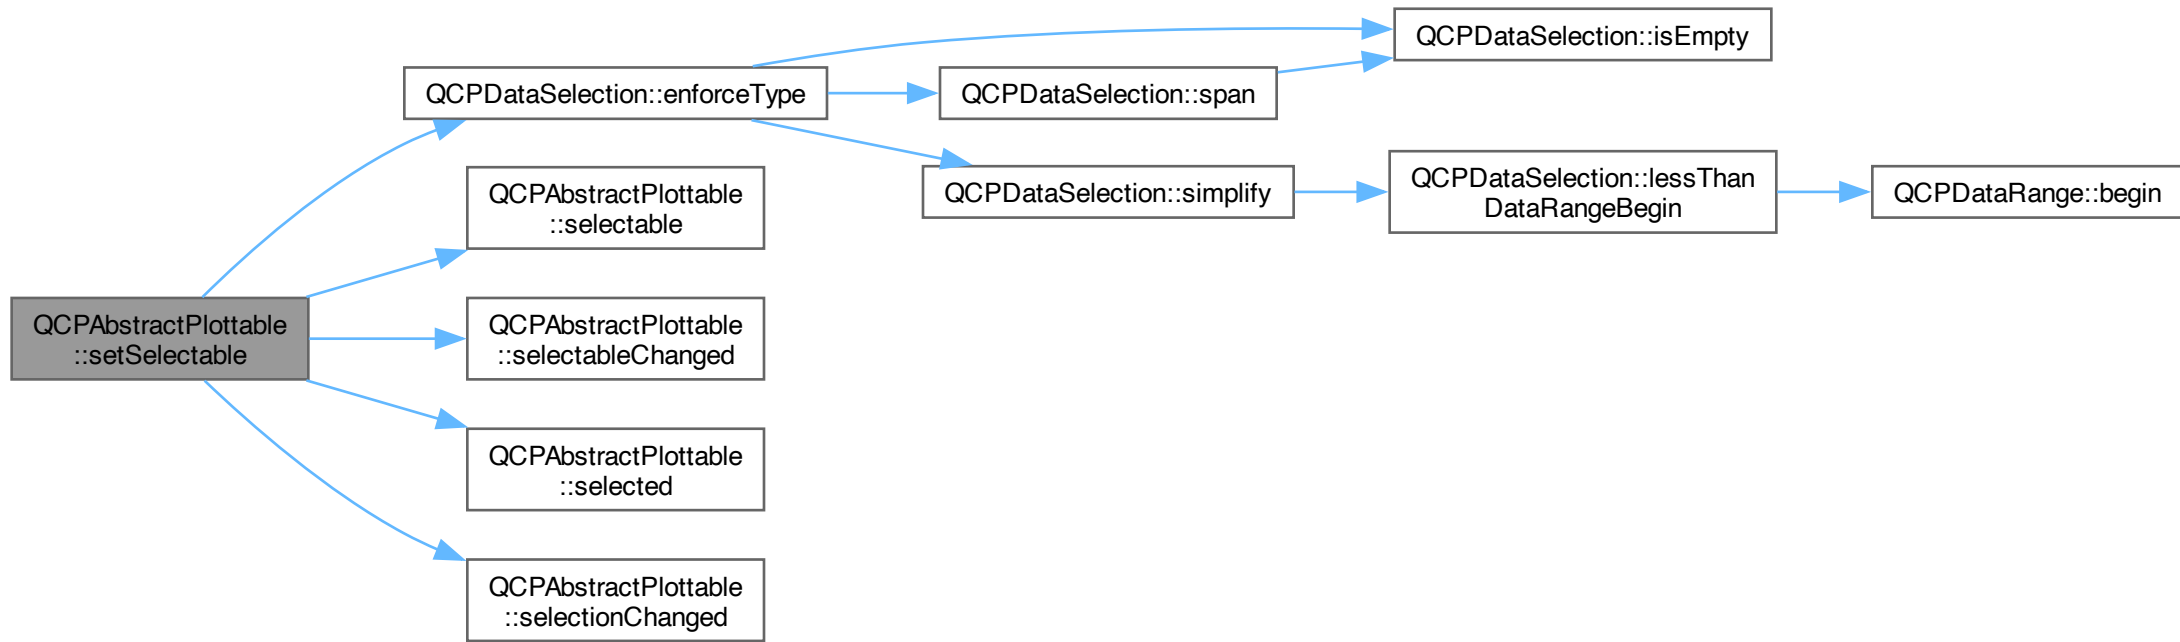 QCPAbstractPlottable
::setSelectable
QCPDataSelection::enforceType
QCPAbstractPlottable
::selectable
QCPAbstractPlottable
::selectableChanged
QCPAbstractPlottable
::selected
QCPAbstractPlottable
::selectionChanged
QCPDataSelection::isEmpty
QCPDataSelection::span
QCPDataSelection::simplify
QCPDataSelection::lessThan
DataRangeBegin
QCPDataRange::begin